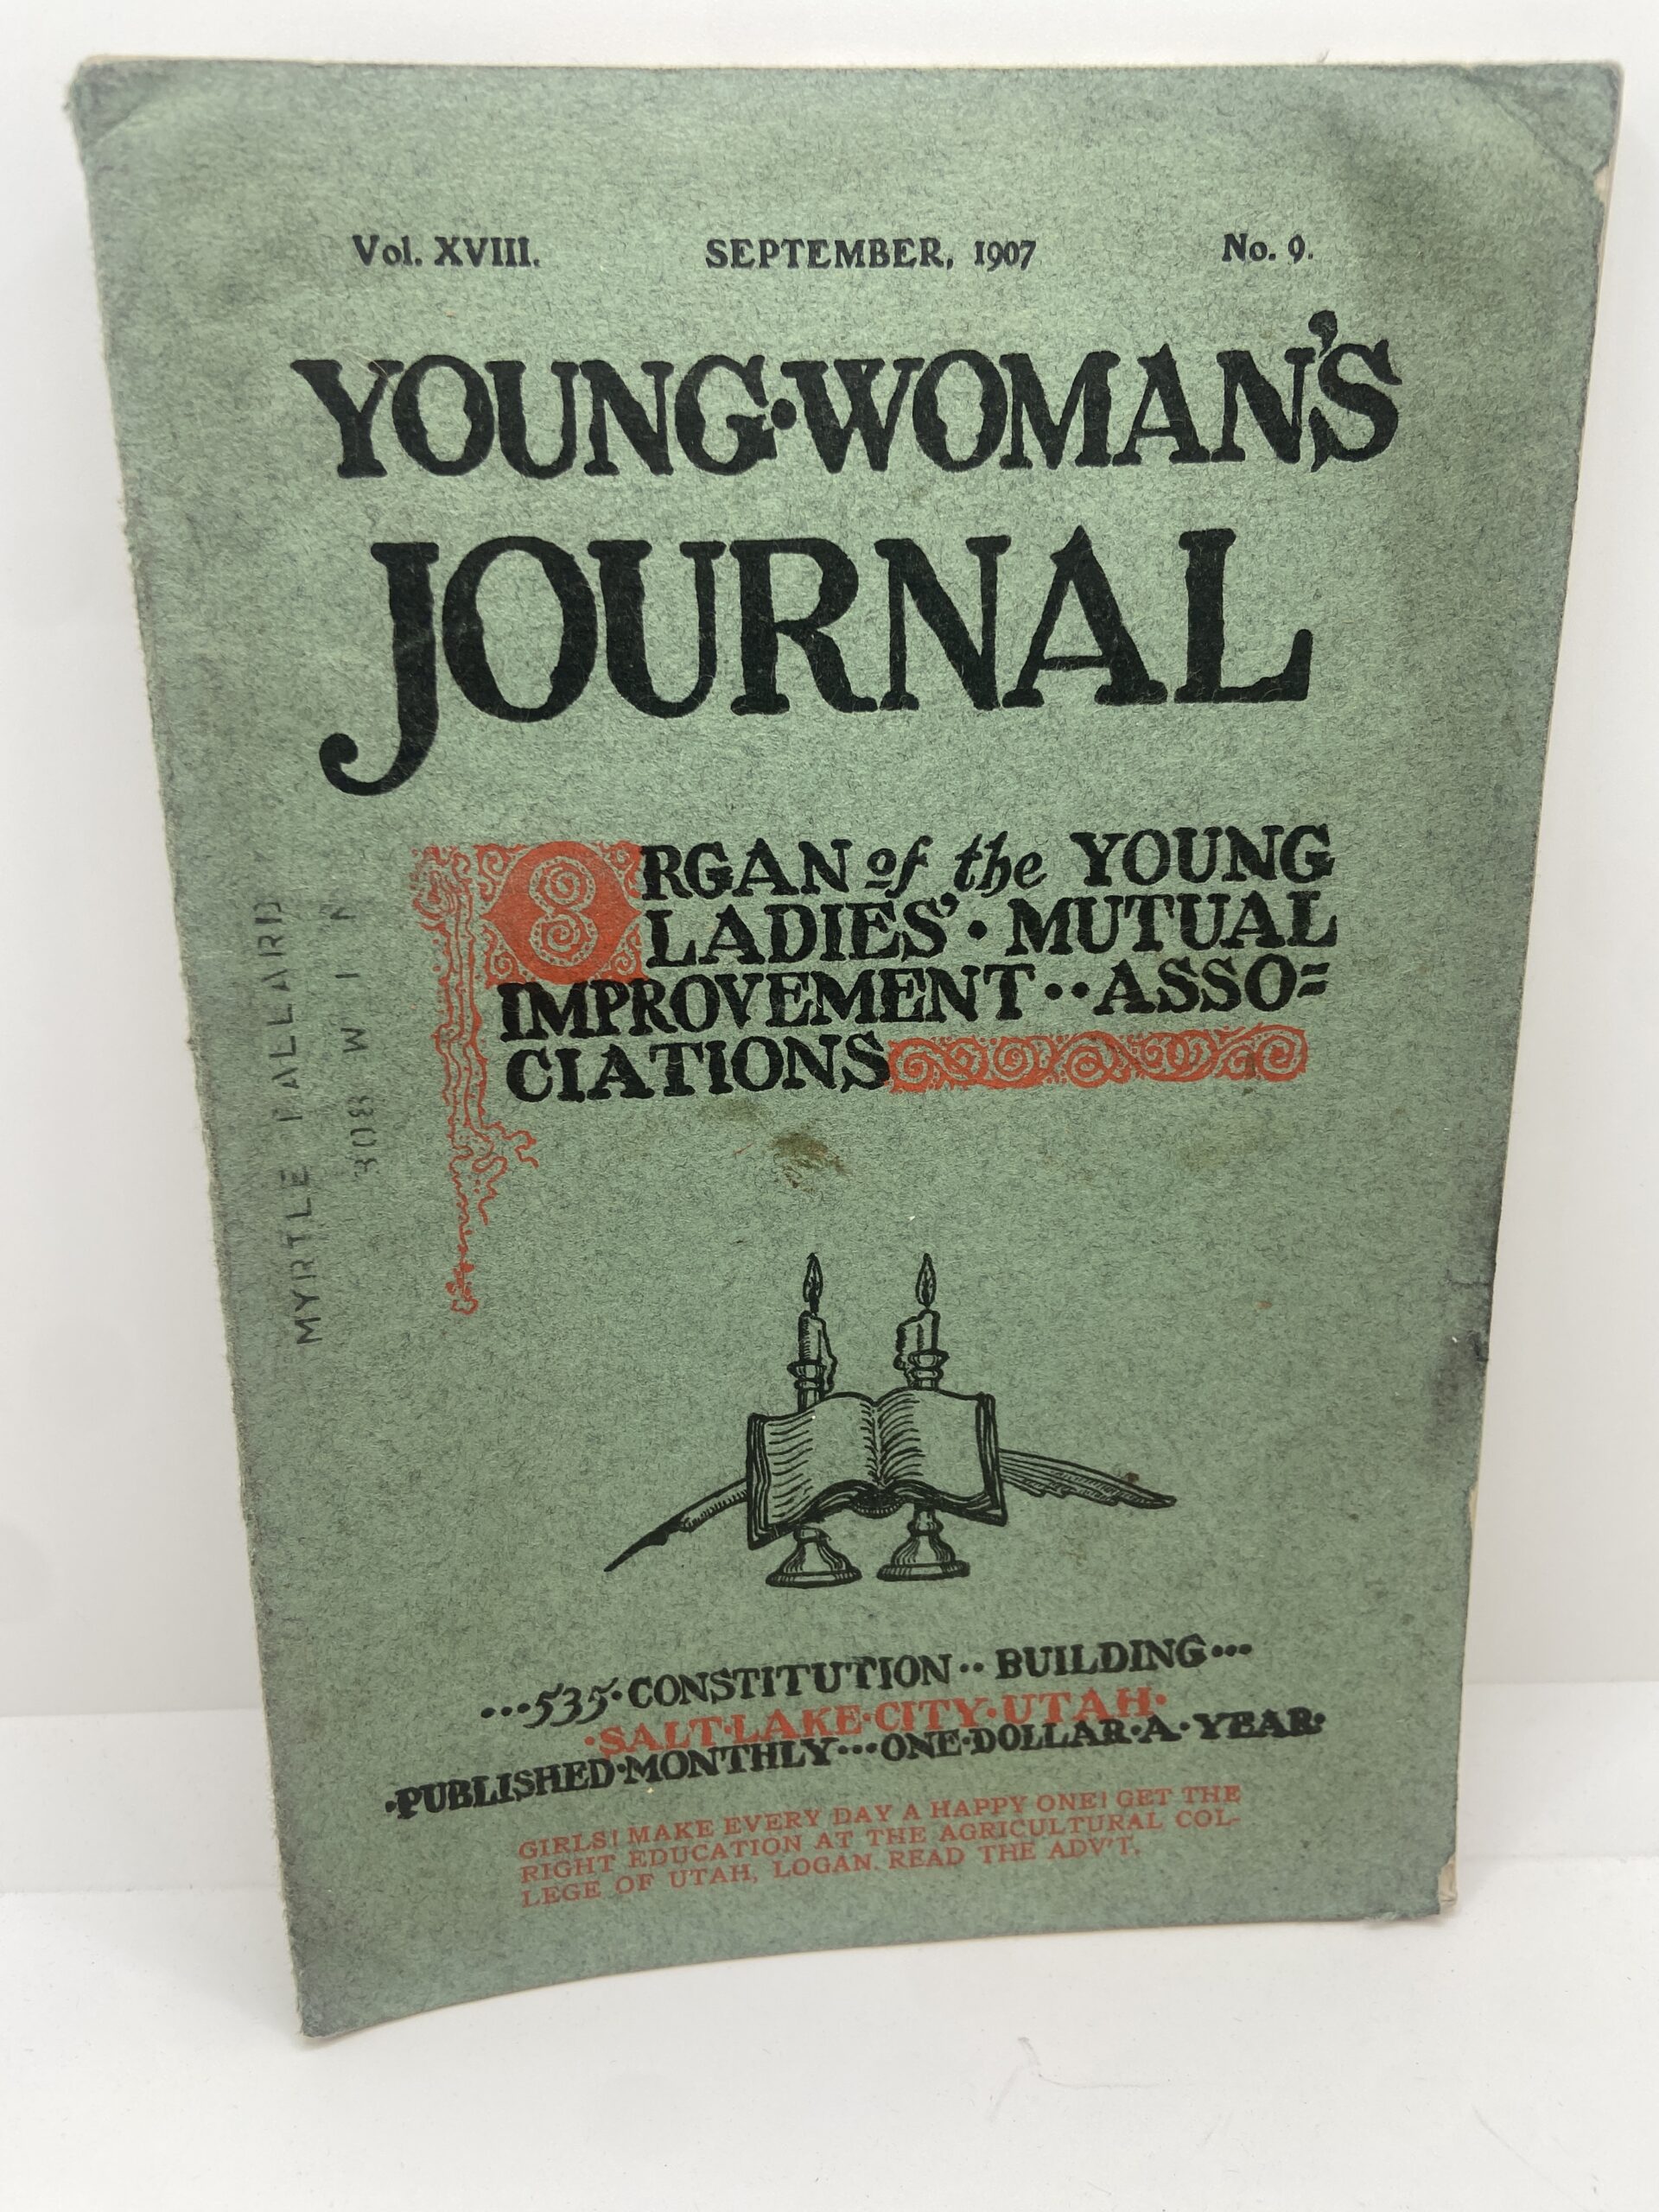 Vol. XVIII. SEPTEMBER, 1907 No. 9.
YOUNG·WOMAN'S
JOURNAL
ORGAN of the YOUNG
LADIES'· MUTUAL
IMPROVEMENT··ASSO=
CIATIONS
MYRTLE
308 W 1 N
...535·CONSTITUTION··BUILDING...
·SALT·LAKE·CITY·UTAH·
·PUBLISHED·MONTHLY···ONE·DOLLAR·A·YEAR·
GIRLS! MAKE EVERY DAY A HAPPY ONE! GET THE
RIGHT EDUCATION AT THE AGRICULTURAL COL-
LEGE OF UTAH, LOGAN. READ THE ADV'T.